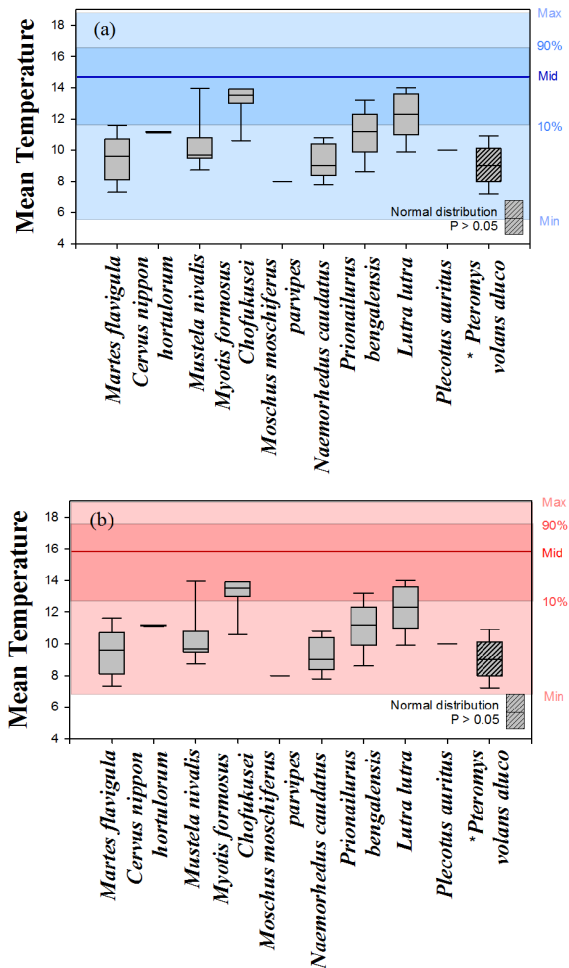 (a)
Mean Temperature
18
16
14
12
10
8
6
4
Max
90%
Mid
10%
Min
Normal distribution
P > 0.05
Martes flavigula
Cervus nippon
hortulorum
Mustela nivalis
Myotis formosus
Chofukusei
Moschus moschiferus
parvipes
Naemorhedus caudatus
Prionailurus
bengalensis
Lutra lutra
Plecotus auritus
* Pteromys
volans aluco
(b)
Mean Temperature
18
16
14
12
10
8
6
4
Max
90%
Mid
10%
Min
Normal distribution
P > 0.05
Martes flavigula
Cervus nippon
hortulorum
Mustela nivalis
Myotis formosus
Chofukusei
Moschus moschiferus
parvipes
Naemorhedus caudatus
Prionailurus
bengalensis
Lutra lutra
Plecotus auritus
*Pteromys
volans aluco